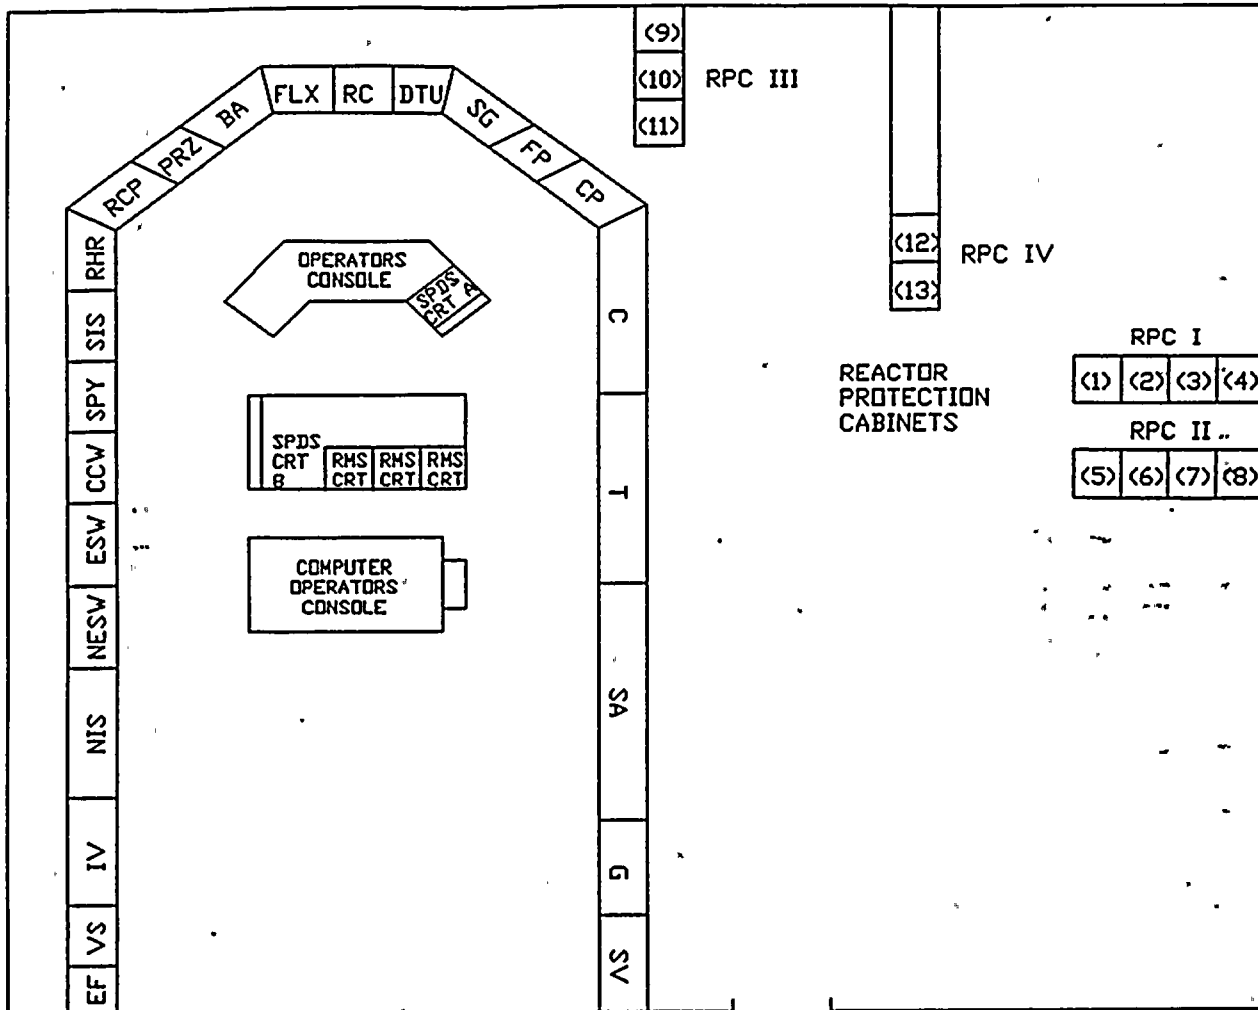 (9)
(10)
(11)
RPC III
FLX
RC
DTU
BA
PRZ
RCP
SG
FP
CP
RHR
SIS
SPY
CCW
ESW
NESW
NIS
IV
VS
EF
OPERATORS
CONSOLE
SPDS
CRT A
SPDS
CRT
B
RMS
CRT
RMS
CRT
RMS
CRT
COMPUTER
OPERATORS
CONSOLE
C
T
SA
G
SV
(12)
(13)
RPC IV
REACTOR
PROTECTION
CABINETS
RPC I
(1)
(2)
(3)
(4)
RPC II
(5)
(6)
(7)
(8)